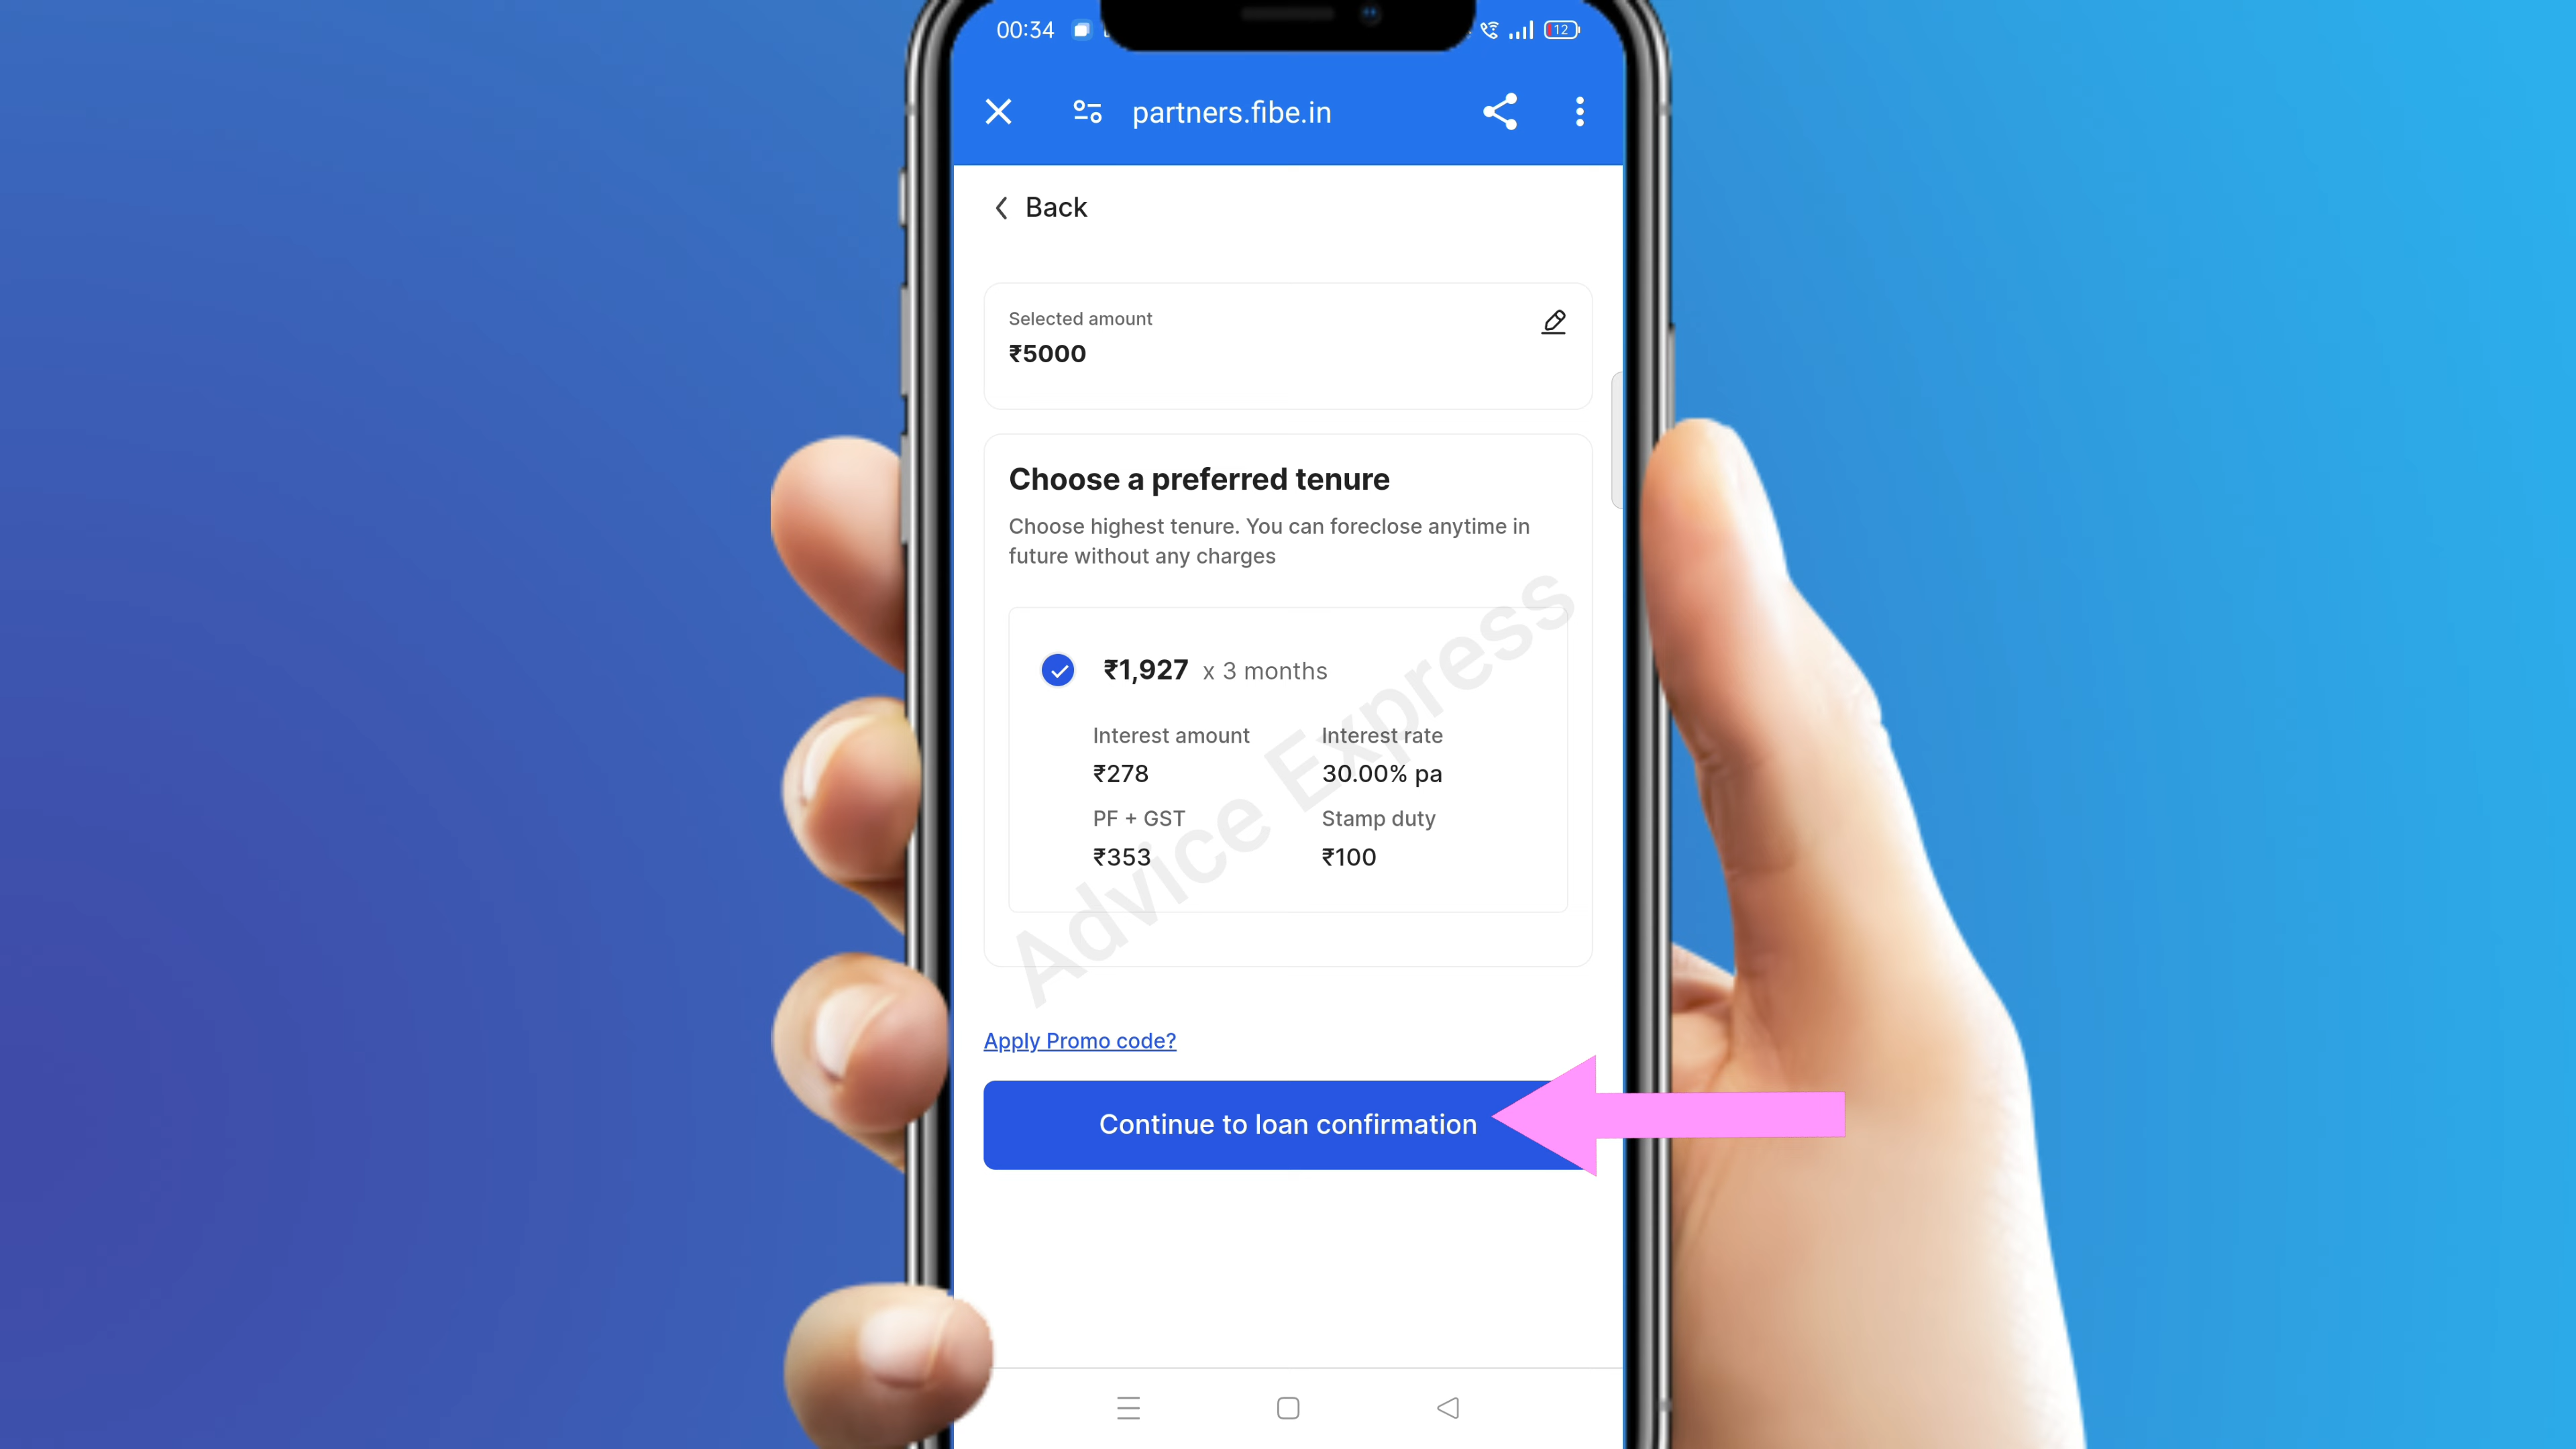 00:34
12
partners.fibe.in
Back
Selected amount
₹5000
Choose a preferred tenure
Choose highest tenure. You can foreclose anytime in
future without any charges
₹1,927 x 3 months
Interest amount Interest rate
₹278 30.00% pa
PF + GST Stamp duty
₹353 ₹100
Advice Express
Apply Promo code?
Continue to loan confirmation